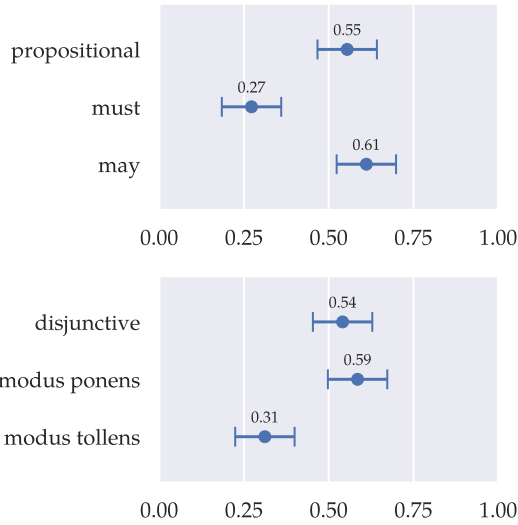 0.55
propositional
0.27
must
0.61
may
0.00 0.25 0.50 0.75 1.00
0.54
disjunctive
0.59
modus ponens
0.31
modus tollens
0.00 0.25 0.50 0.75 1.00